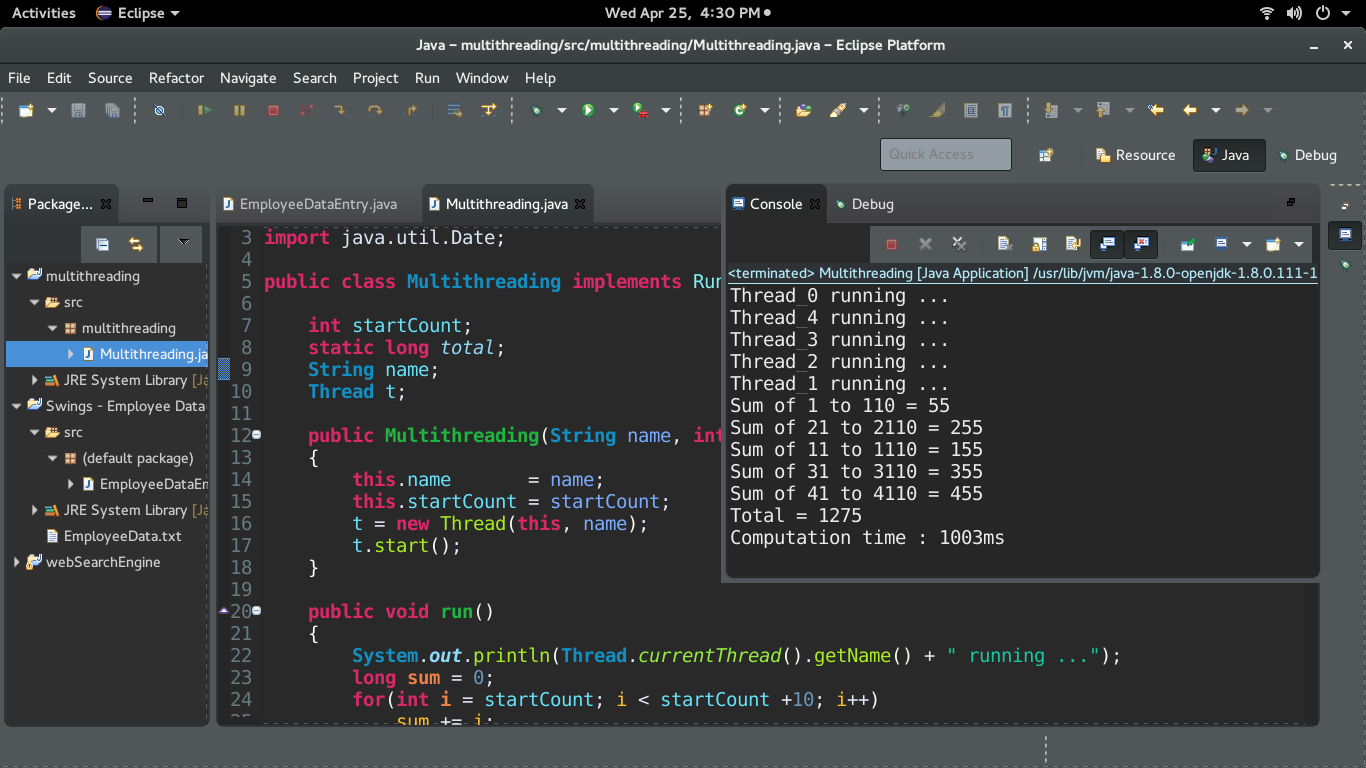 Activities Eclipse Wed Apr 25, 4:30 PM
Java – multithreading/src/multithreading/Multithreading.java – Eclipse Platform
File Edit Source Refactor Navigate Search Project Run Window Help
Quick Access Resource Java Debug
Package...
multithreading
src
multithreading
Multithreading.ja
JRE System Library [Ja
Swings - Employee Data
src
(default package)
EmployeeDataEn
JRE System Library [Ja
EmployeeData.txt
webSearchEngine
EmployeeDataEntry.java Multithreading.java
3 import java.util.Date;
4
5 public class Multithreading implements Run
6
7 int startCount;
8 static long total;
9 String name;
10 Thread t;
11
12 public Multithreading(String name, int
13 {
14 this.name = name;
15 this.startCount = startCount;
16 t = new Thread(this, name);
17 t.start();
18 }
19
20 public void run()
21 {
22 System.out.println(Thread.currentThread().getName() + " running ...");
23 long sum = 0;
24 for(int i = startCount; i < startCount +10; i++)
25 sum += i;
Console Debug
<terminated> Multithreading [Java Application] /usr/lib/jvm/java-1.8.0-openjdk-1.8.0.111-1
Thread_0 running ...
Thread_4 running ...
Thread_3 running ...
Thread_2 running ...
Thread_1 running ...
Sum of 1 to 110 = 55
Sum of 21 to 2110 = 255
Sum of 11 to 1110 = 155
Sum of 31 to 3110 = 355
Sum of 41 to 4110 = 455
Total = 1275
Computation time : 1003ms